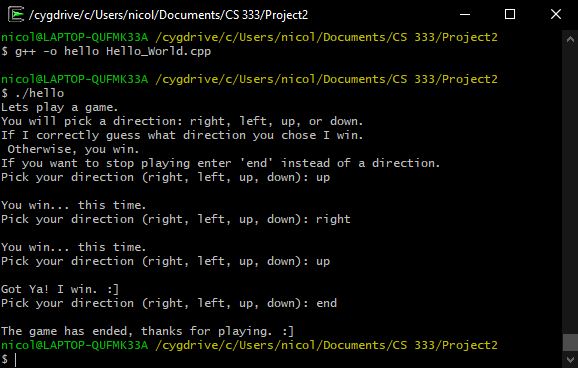 /cygdrive/c/Users/nicol/Documents/CS 333/Project2
nicol@LAPTOP-QUFMK33A /cygdrive/c/Users/nicol/Documents/CS 333/Project2
$ g++ -o hello Hello_World.cpp
nicol@LAPTOP-QUFMK33A /cygdrive/c/Users/nicol/Documents/CS 333/Project2
$ ./hello
Lets play a game.
You will pick a direction: right, left, up, or down.
If I correctly guess what direction you chose I win.
 Otherwise, you win.
If you want to stop playing enter 'end' instead of a direction.
Pick your direction (right, left, up, down): up
You win... this time.
Pick your direction (right, left, up, down): right
You win... this time.
Pick your direction (right, left, up, down): up
Got Ya! I win. :]
Pick your direction (right, left, up, down): end
The game has ended, thanks for playing. :]
nicol@LAPTOP-QUFMK33A /cygdrive/c/Users/nicol/Documents/CS 333/Project2
$